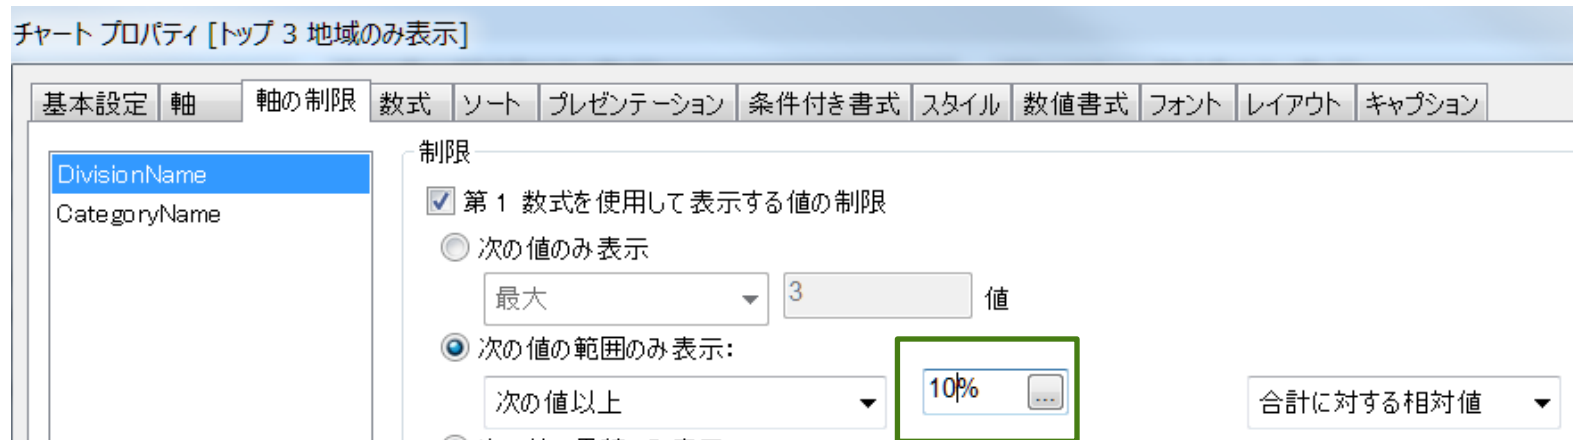 チャート プロパティ [トップ 3 地域のみ表示]
基本設定 軸 軸の制限 数式 ソート プレゼンテーション 条件付き書式 スタイル 数値書式 フォント レイアウト キャプション
制限
DivisionName
CategoryName
第 1 数式を使用して表示する値の制限
次の値のみ表示
最大 3 値
次の値の範囲のみ表示:
次の値以上 10% ... 合計に対する相対値